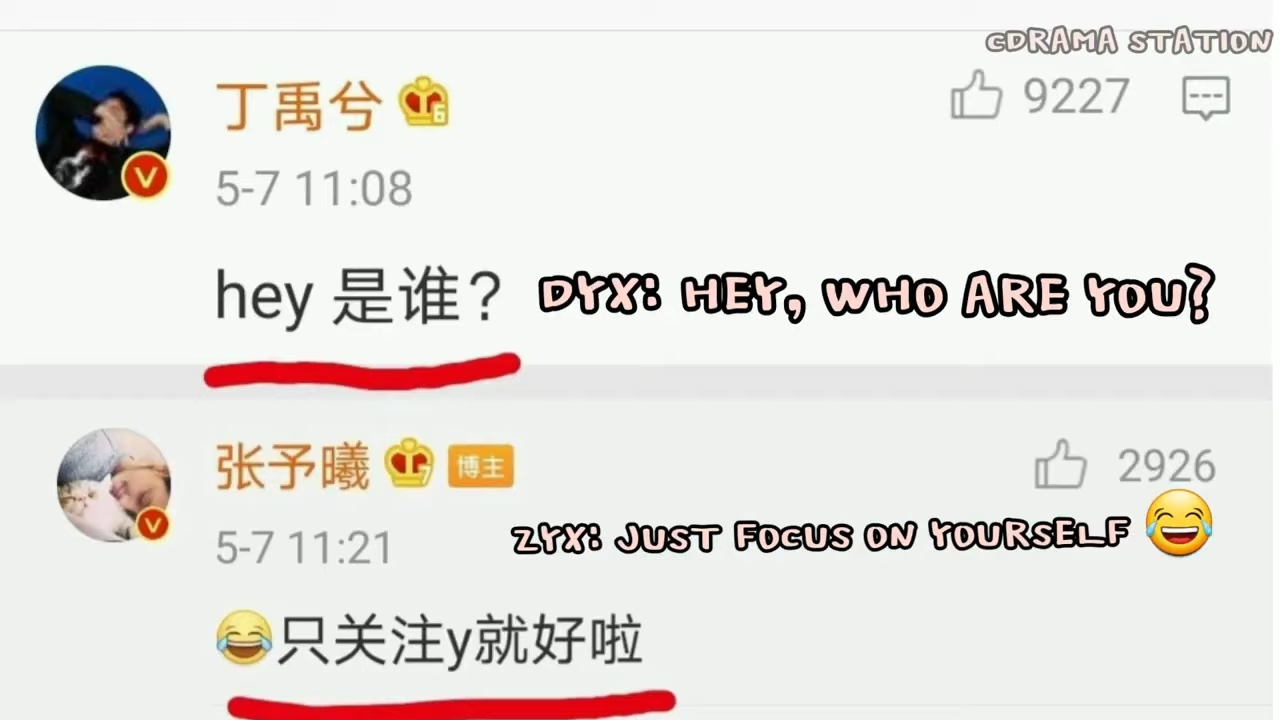 CDRAMA STATION
丁禹兮
9227
5-7 11:08
hey 是谁?
DYX: HEY, WHO ARE YOU?
张予曦 博主
2926
5-7 11:21
ZYX: JUST FOCUS ON YOURSELF
只关注y就好啦